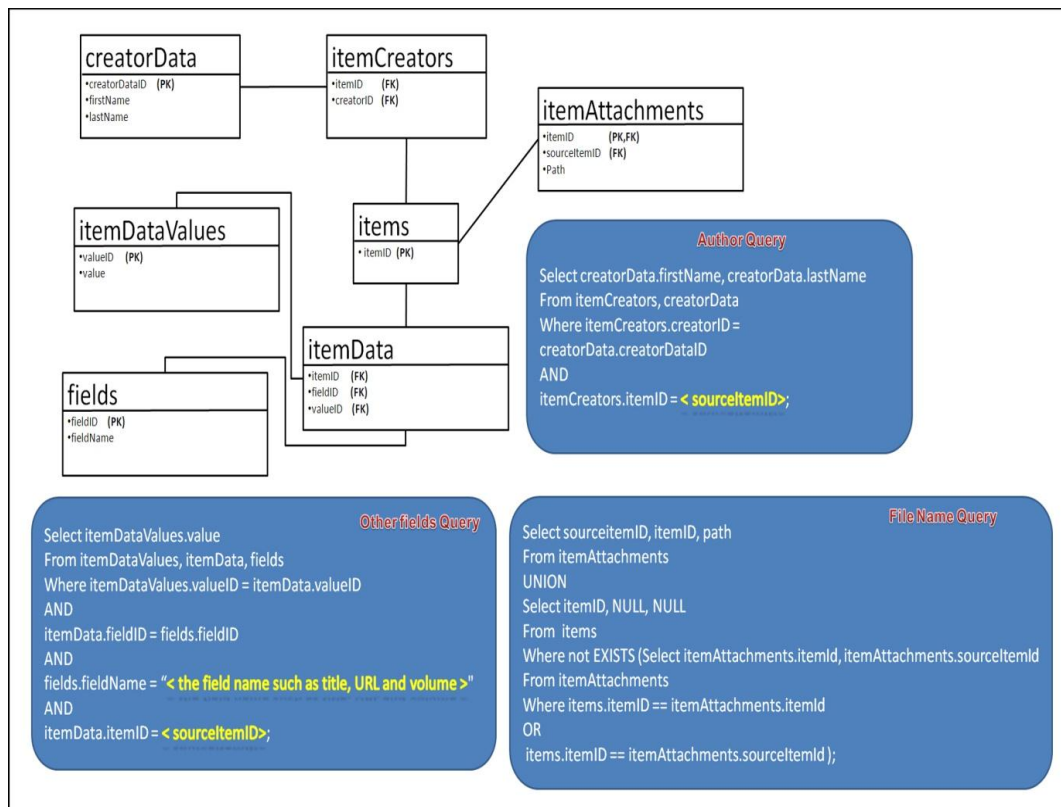 creatorData
•creatorDataID (PK)
•firstName
•lastName
itemCreators
•itemID (FK)
•creatorID (FK)
itemAttachments
•itemID (PK,FK)
•sourceItemID (FK)
•Path
itemDataValues
•valueID (PK)
•value
items
• itemID (PK)
itemData
•itemID (FK)
•fieldID (FK)
•valueID (FK)
fields
•fieldID (PK)
•fieldName
Author Query
Select creatorData.firstName, creatorData.lastName
From itemCreators, creatorData
Where itemCreators.creatorID =
creatorData.creatorDataID
AND
itemCreators.itemID = < sourceItemID>;
Other fields Query
Select itemDataValues.value
From itemDataValues, itemData, fields
Where itemDataValues.valueID = itemData.valueID
AND
itemData.fieldID = fields.fieldID
AND
fields.fieldName = “< the field name such as title, URL and volume >"
AND
itemData.itemID = < sourceItemID>;
File Name Query
Select sourceitemID, itemID, path
From itemAttachments
UNION
Select itemID, NULL, NULL
From items
Where not EXISTS (Select itemAttachments.itemId, itemAttachments.sourceItemId
From itemAttachments
Where items.itemID == itemAttachments.itemId
OR
items.itemID == itemAttachments.sourceItemId );